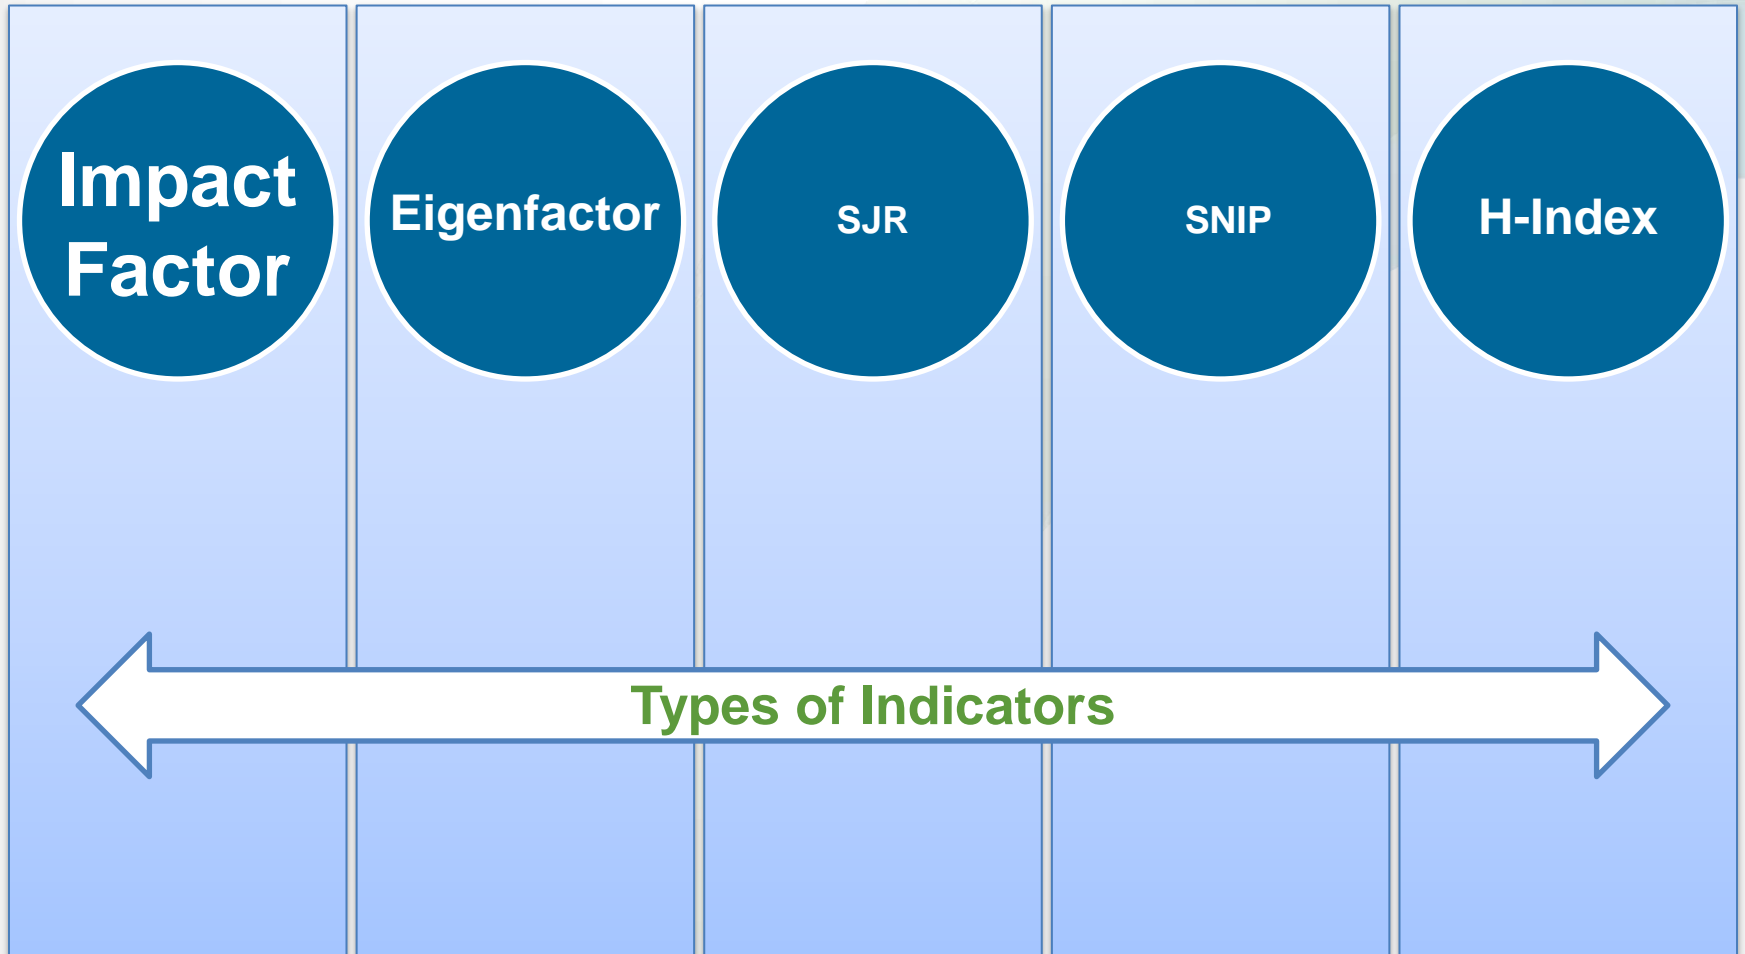 Impact
Factor
Eigenfactor
SJR
SNIP
H-Index
Types of Indicators